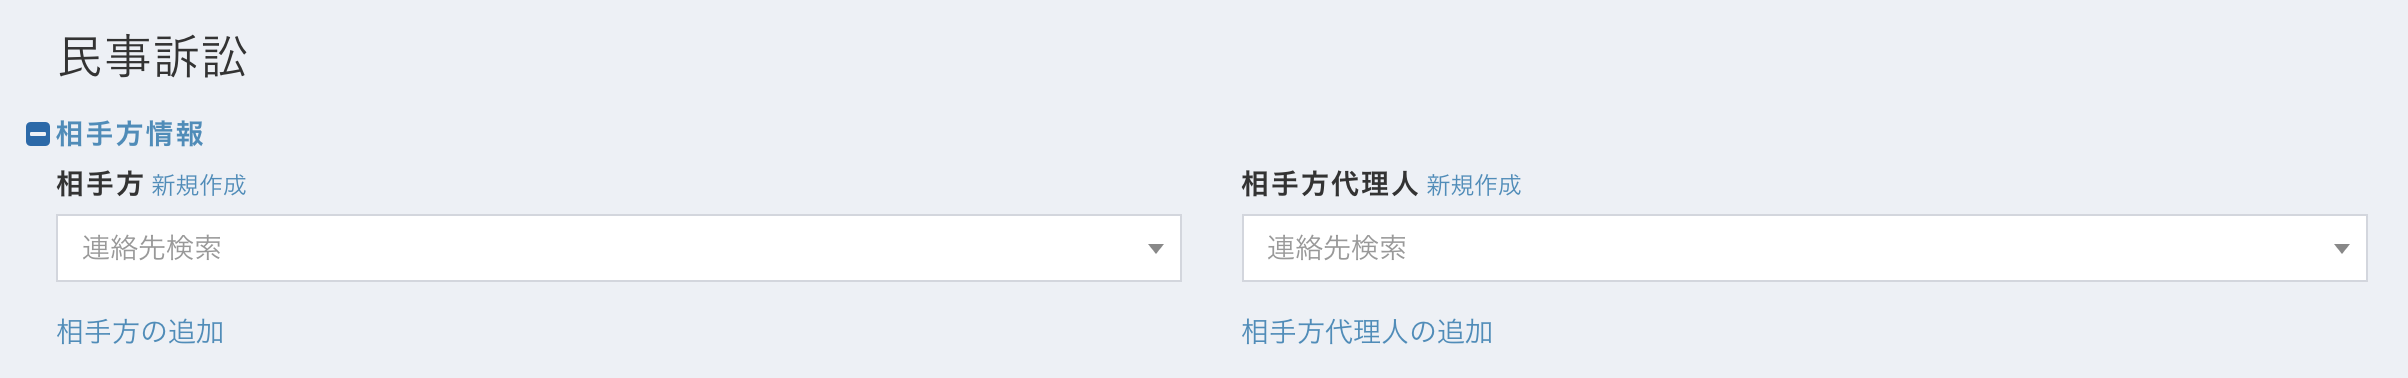 民事訴訟
相手方情報
相手方 新規作成
連絡先検索
相手方の追加
相手方代理人 新規作成
連絡先検索
相手方代理人の追加